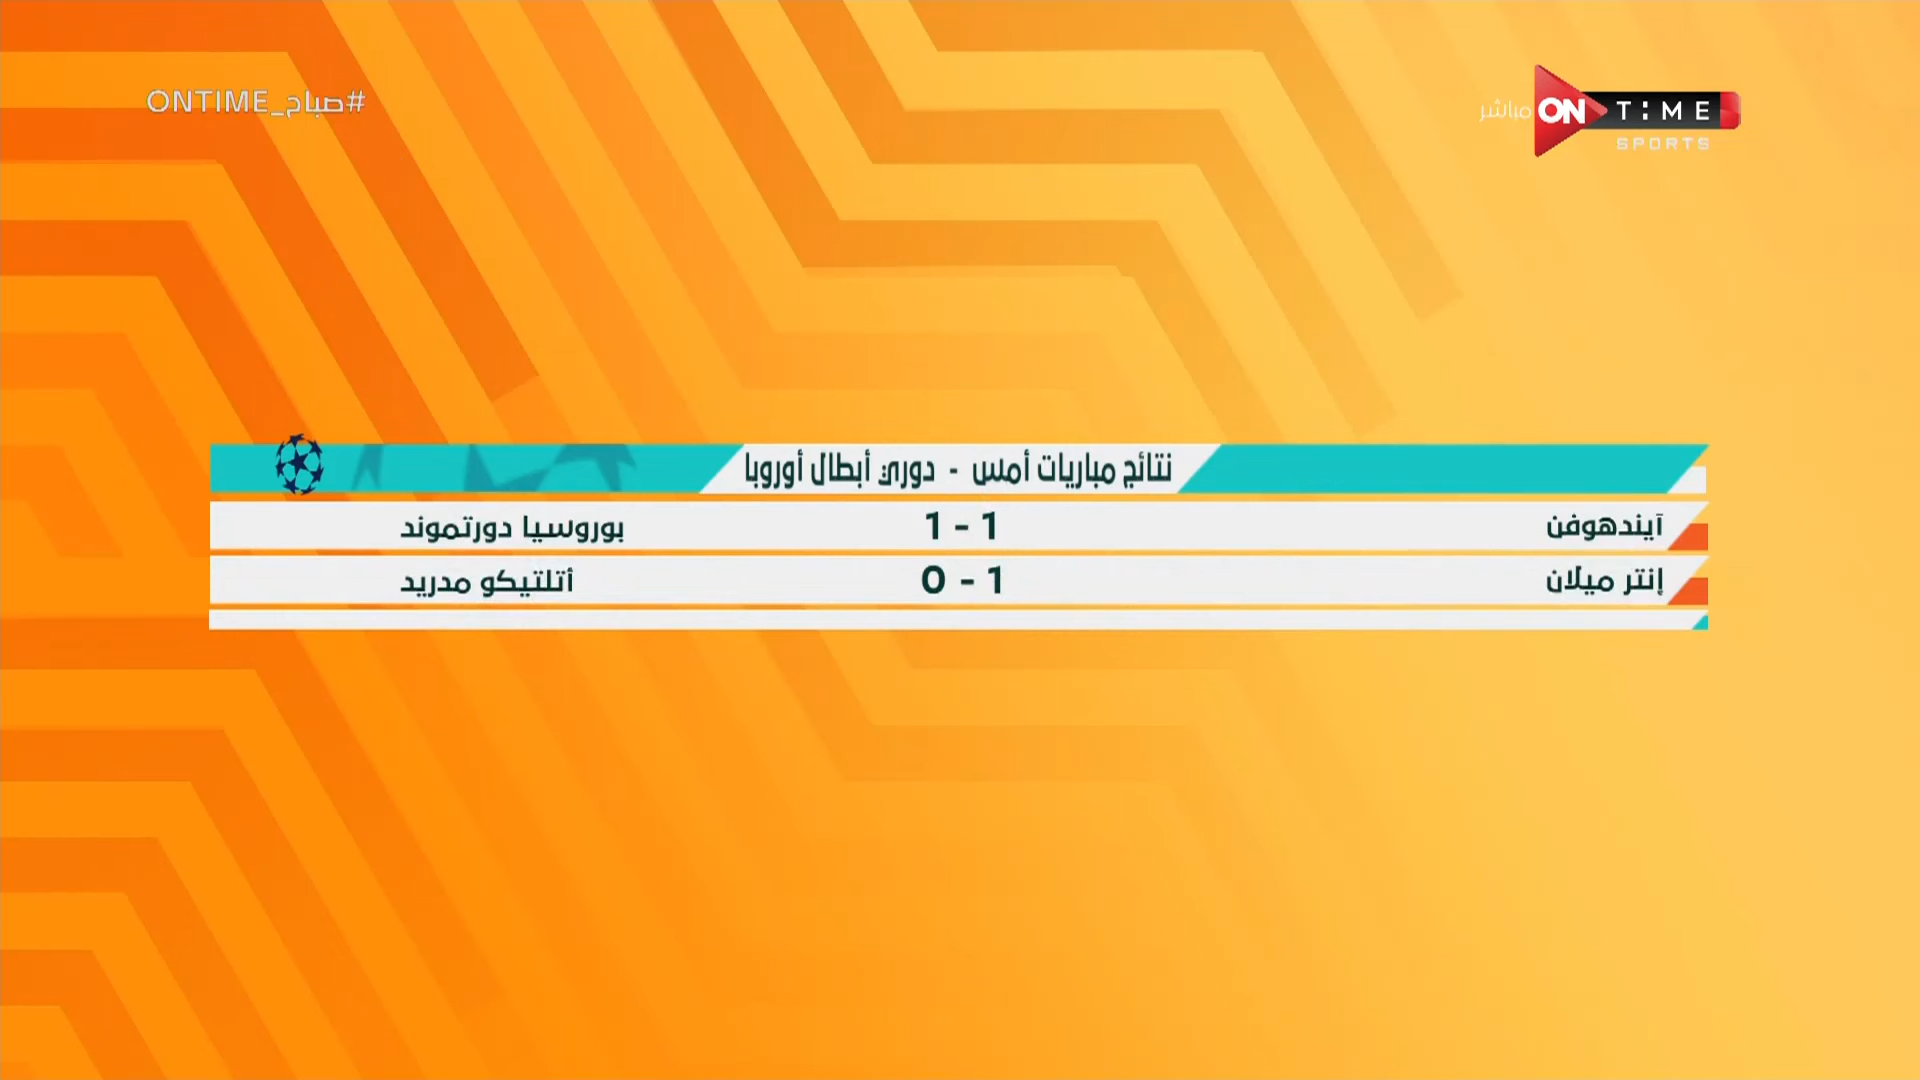 #صباح_ONTIME
مباشر ON TIME
SPORTS
نتائج مباريات أمس - دوري أبطال أوروبا
آيندهوفن 1 - 1 بوروسيا دورتموند
إنتر ميلان 1 - 0 أتلتيكو مدريد